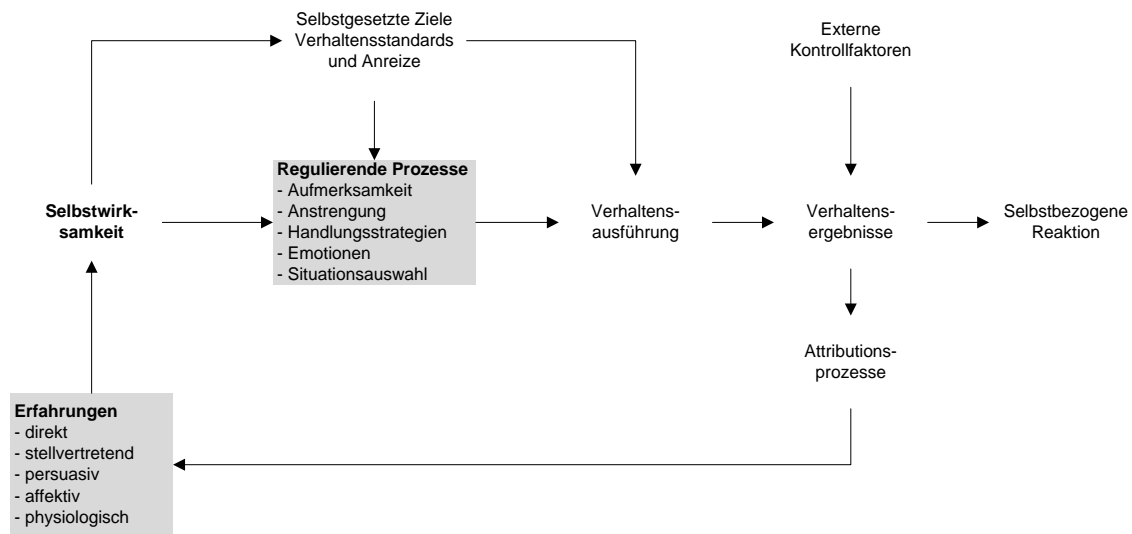 Selbstgesetzte Ziele
Verhaltensstandards
und Anreize
Externe
Kontrollfaktoren
Selbstwirk-
samkeit
Regulierende Prozesse
- Aufmerksamkeit
- Anstrengung
- Handlungsstrategien
- Emotionen
- Situationsauswahl
Verhaltens-
ausführung
Verhaltens-
ergebnisse
Selbstbezogene
Reaktion
Attributions-
prozesse
Erfahrungen
- direkt
- stellvertretend
- persuasiv
- affektiv
- physiologisch